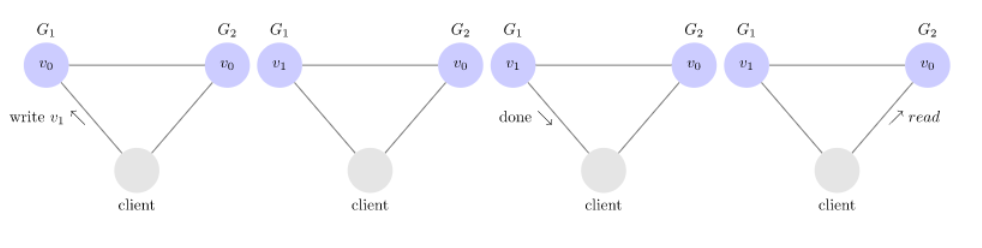 G₁ G₂ G₁ G₂ G₁ G₂ G₁ G₂
v₀ v₀ v₁ v₀ v₁ v₀ v₁ v₀
write v₁ done read
client client client client